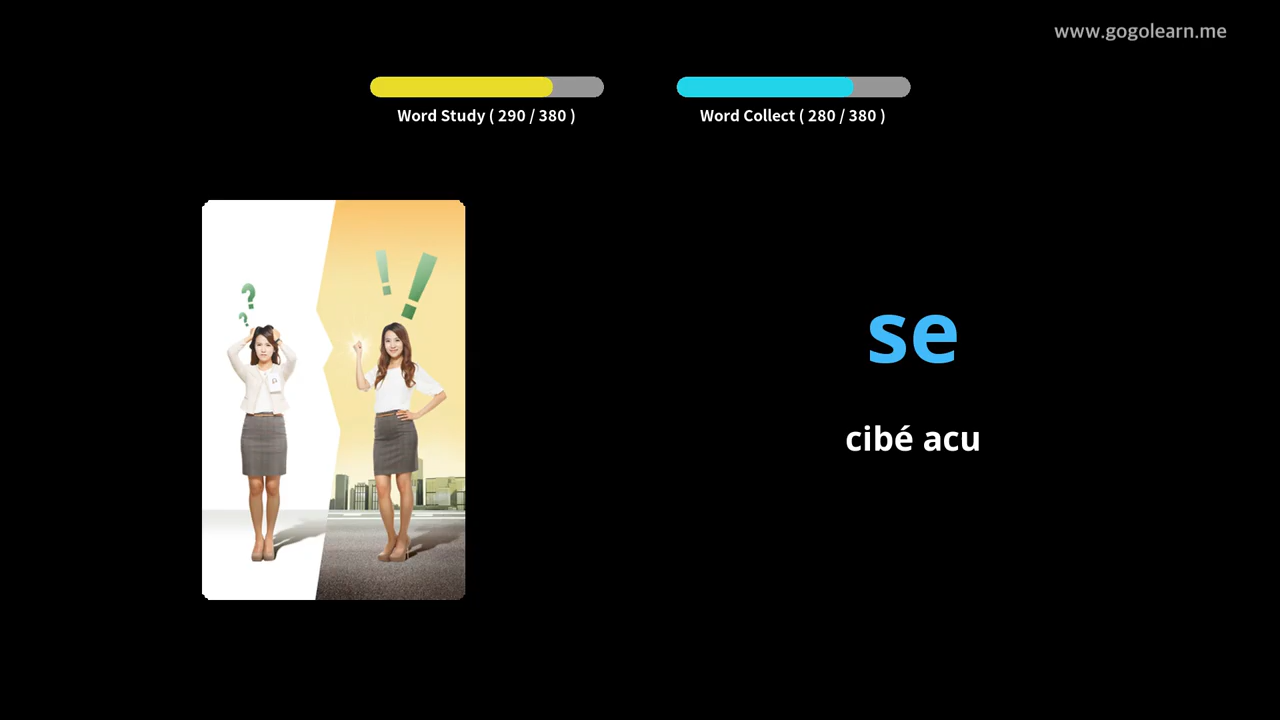 www.gogolearn.me
Word Study ( 290 / 380 )
Word Collect ( 280 / 380 )
? ?
! !
se
cibé acu